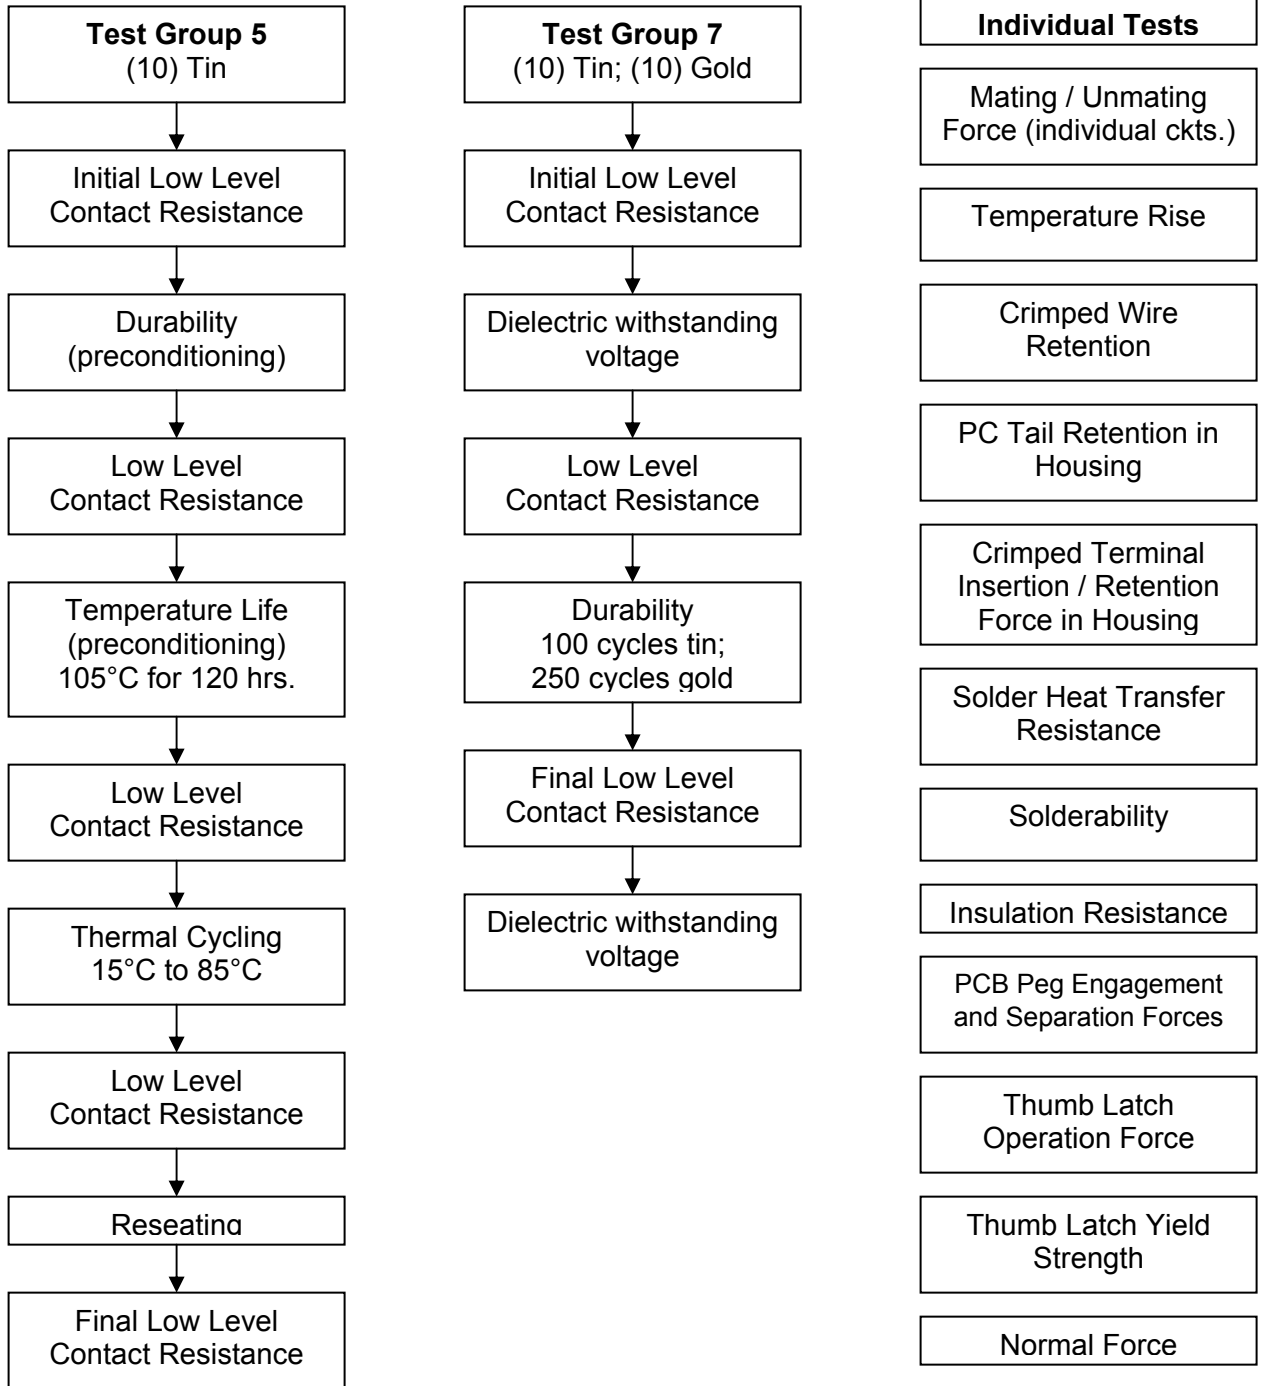 Test Group 5
(10) Tin
Initial Low Level
Contact Resistance
Durability
(preconditioning)
Low Level
Contact Resistance
Temperature Life
(preconditioning)
105°C for 120 hrs.
Low Level
Contact Resistance
Thermal Cycling
15°C to 85°C
Low Level
Contact Resistance
Reseating
Final Low Level
Contact Resistance
Test Group 7
(10) Tin; (10) Gold
Initial Low Level
Contact Resistance
Dielectric withstanding
voltage
Low Level
Contact Resistance
Durability
100 cycles tin;
250 cycles gold
Final Low Level
Contact Resistance
Dielectric withstanding
voltage
Individual Tests
Mating / Unmating
Force (individual ckts.)
Temperature Rise
Crimped Wire
Retention
PC Tail Retention in
Housing
Crimped Terminal
Insertion / Retention
Force in Housing
Solder Heat Transfer
Resistance
Solderability
Insulation Resistance
PCB Peg Engagement
and Separation Forces
Thumb Latch
Operation Force
Thumb Latch Yield
Strength
Normal Force